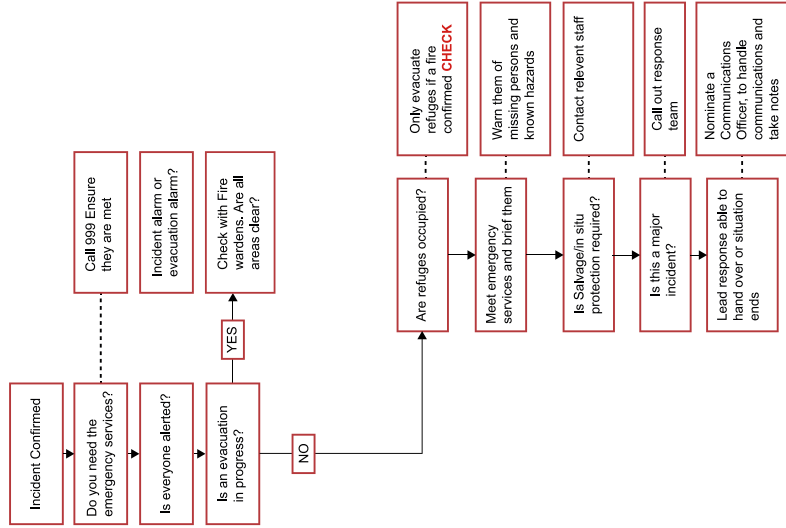 Incident Confirmed
Do you need the
emergency services?
Call 999 Ensure
they are met
Is everyone alerted?
Incident alarm or
evacuation alarm?
Is an evacuation
in progress?
YES
Check with Fire
wardens. Are all
areas clear?
NO
Are refuges occupied?
Only evacuate
refuges if a fire
confirmed CHECK
Meet emergency
services and brief them
Warn them of
missing persons and
known hazards
Is Salvage/in situ
protection required?
Contact relevent staff
Is this a major
incident?
Call out response
team
Lead response able to
hand over or situation
ends
Nominate a
Communications
Officer, to handle
communications and
take notes